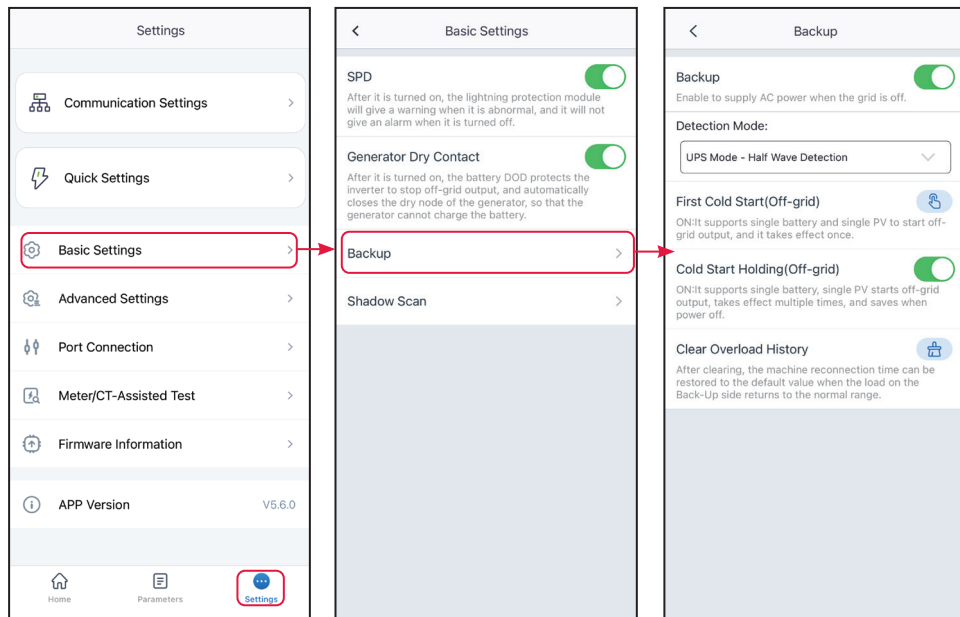 Settings
Communication Settings
Quick Settings
Basic Settings
Advanced Settings
Port Connection
Meter/CT-Assisted Test
Firmware Information
APP Version V5.6.0
Home Parameters Settings
Basic Settings
SPD
After it is turned on, the lightning protection module
will give a warning when it is abnormal, and it will not
give an alarm when it is turned off.
Generator Dry Contact
After it is turned on, the battery DOD protects the
inverter to stop off-grid output, and automatically
closes the dry node of the generator, so that the
generator cannot charge the battery.
Backup
Shadow Scan
Backup
Backup
Enable to supply AC power when the grid is off.
Detection Mode:
UPS Mode - Half Wave Detection
First Cold Start(Off-grid)
ON:It supports single battery and single PV to start off-
grid output, and it takes effect once.
Cold Start Holding(Off-grid)
ON:It supports single battery, single PV starts off-grid
output, takes effect multiple times, and saves when
power off.
Clear Overload History
After clearing, the machine reconnection time can be
restored to the default value when the load on the
Back-Up side returns to the normal range.